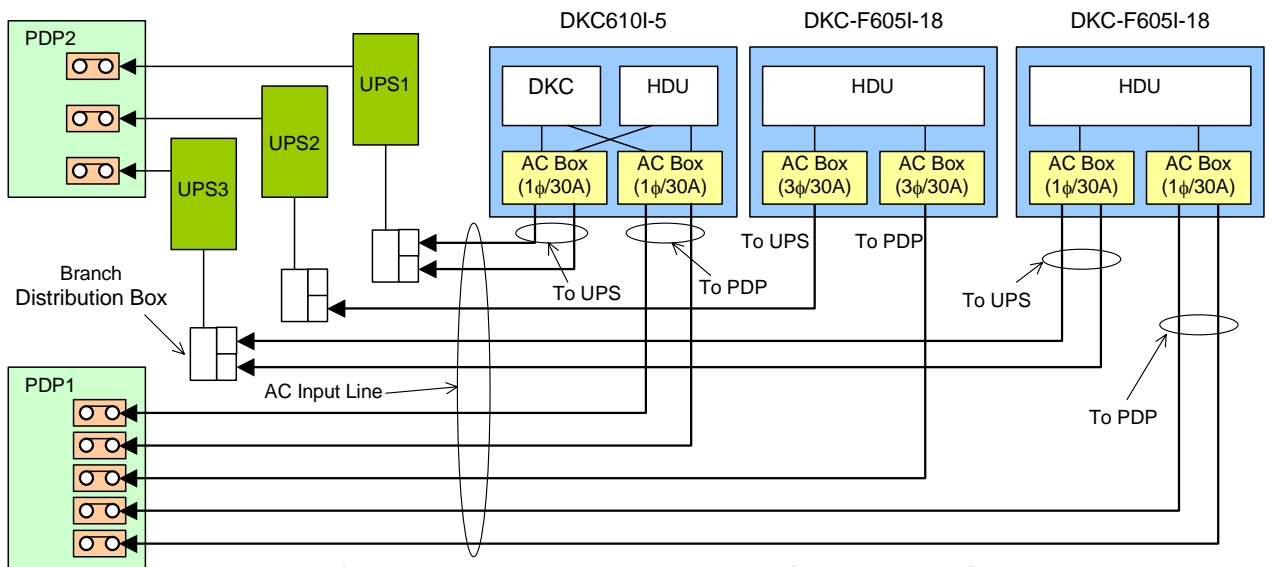 DKC610I-5
DKC-F605I-18
DKC-F605I-18
PDP2
UPS1
UPS2
UPS3
DKC
HDU
HDU
HDU
AC Box
(1ϕ/30A)
AC Box
(1ϕ/30A)
AC Box
(3ϕ/30A)
AC Box
(3ϕ/30A)
AC Box
(1ϕ/30A)
AC Box
(1ϕ/30A)
To UPS
To PDP
Branch
Distribution Box
To UPS
To PDP
To UPS
PDP1
AC Input Line
To PDP